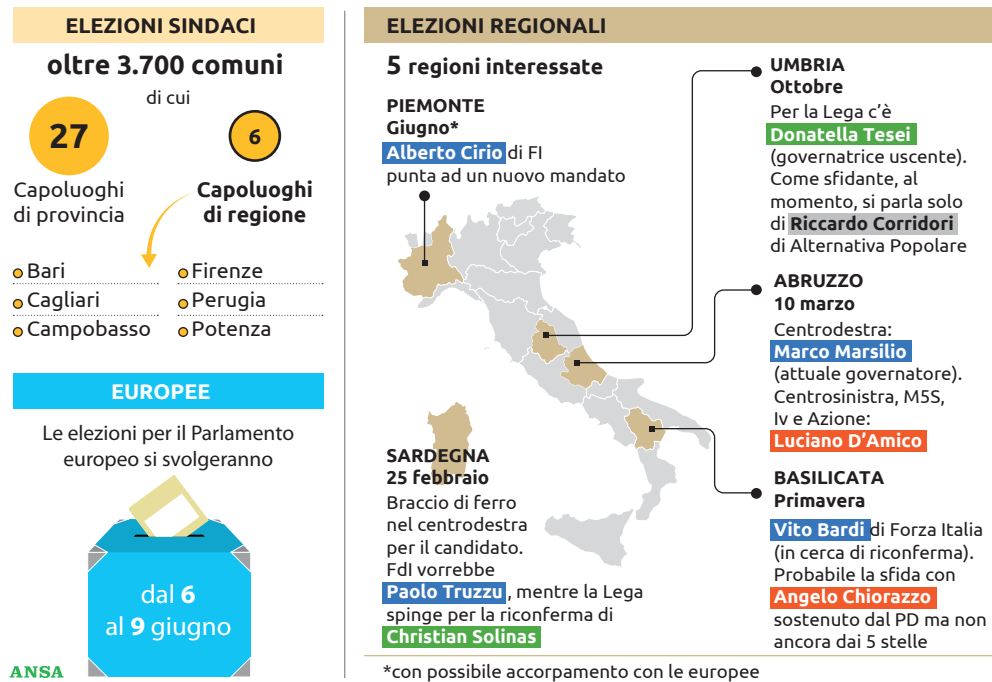 ELEZIONI SINDACI
oltre 3.700 comuni
di cui
27
Capoluoghi
di provincia
6
Capoluoghi
di regione
Bari
Cagliari
Campobasso
Firenze
Perugia
Potenza
EUROPEE
Le elezioni per il Parlamento
europeo si svolgeranno
dal 6
al 9 giugno
ANSA
ELEZIONI REGIONALI
5 regioni interessate
PIEMONTE
Giugno*
Alberto Cirio di FI
punta ad un nuovo mandato
SARDEGNA
25 febbraio
Braccio di ferro
nel centrodestra
per il candidato.
FdI vorrebbe
Paolo Truzzu, mentre la Lega
spinge per la riconferma di
Christian Solinas
UMBRIA
Ottobre
Per la Lega c'è
Donatella Tesei
(governatrice uscente).
Come sfidante, al
momento, si parla solo
di Riccardo Corridori
di Alternativa Popolare
ABRUZZO
10 marzo
Centrodestra:
Marco Marsilio
(attuale governatore).
Centrosinistra, M5S,
Iv e Azione:
Luciano D'Amico
BASILICATA
Primavera
Vito Bardi di Forza Italia
(in cerca di riconferma).
Probabile la sfida con
Angelo Chiorazzo
sostenuto dal PD ma non
ancora dai 5 stelle
*con possibile accorpamento con le europee